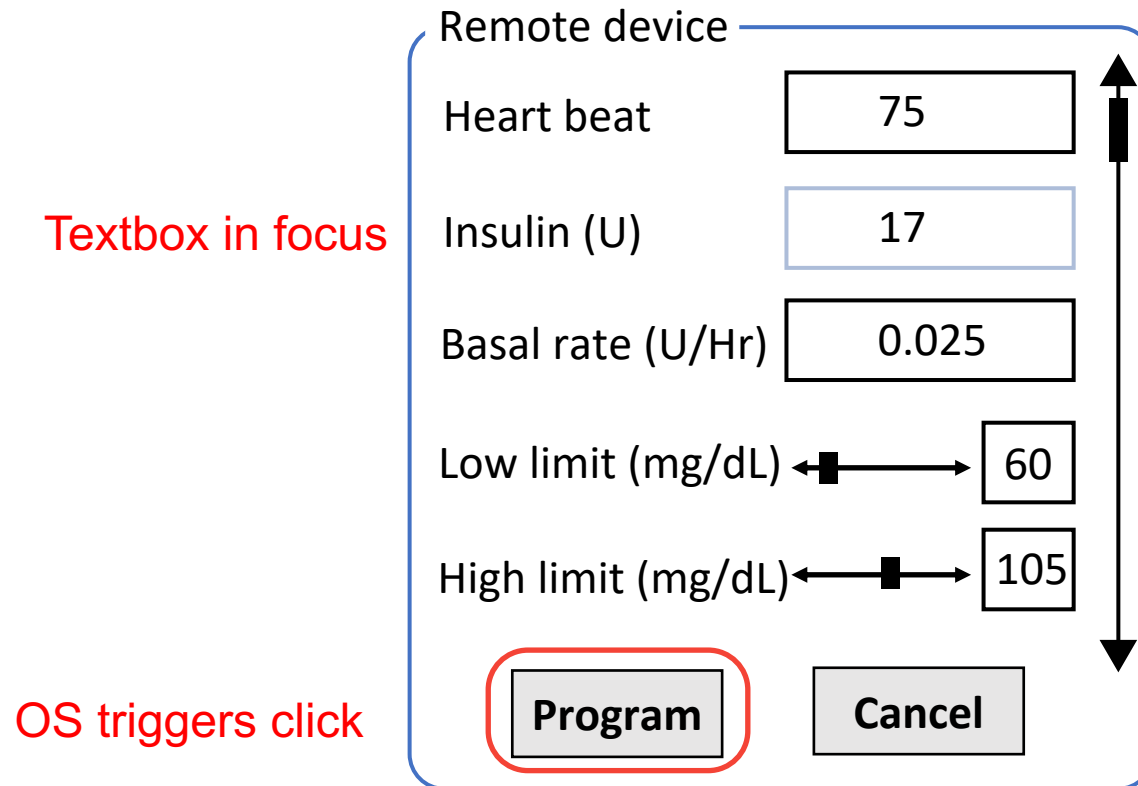 Remote device
Heart beat 75
Textbox in focus Insulin (U) 17
Basal rate (U/Hr) 0.025
Low limit (mg/dL) 60
High limit (mg/dL) 105
OS triggers click Program Cancel